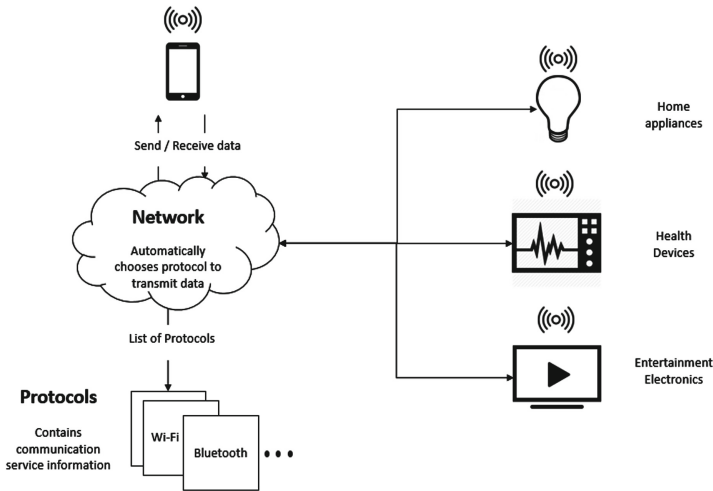 Send / Receive data
Network
Automatically
chooses protocol to
transmit data
List of Protocols
Protocols
Contains
communication
service information
Wi-Fi
Bluetooth
Home
appliances
Health
Devices
Entertainment
Electronics